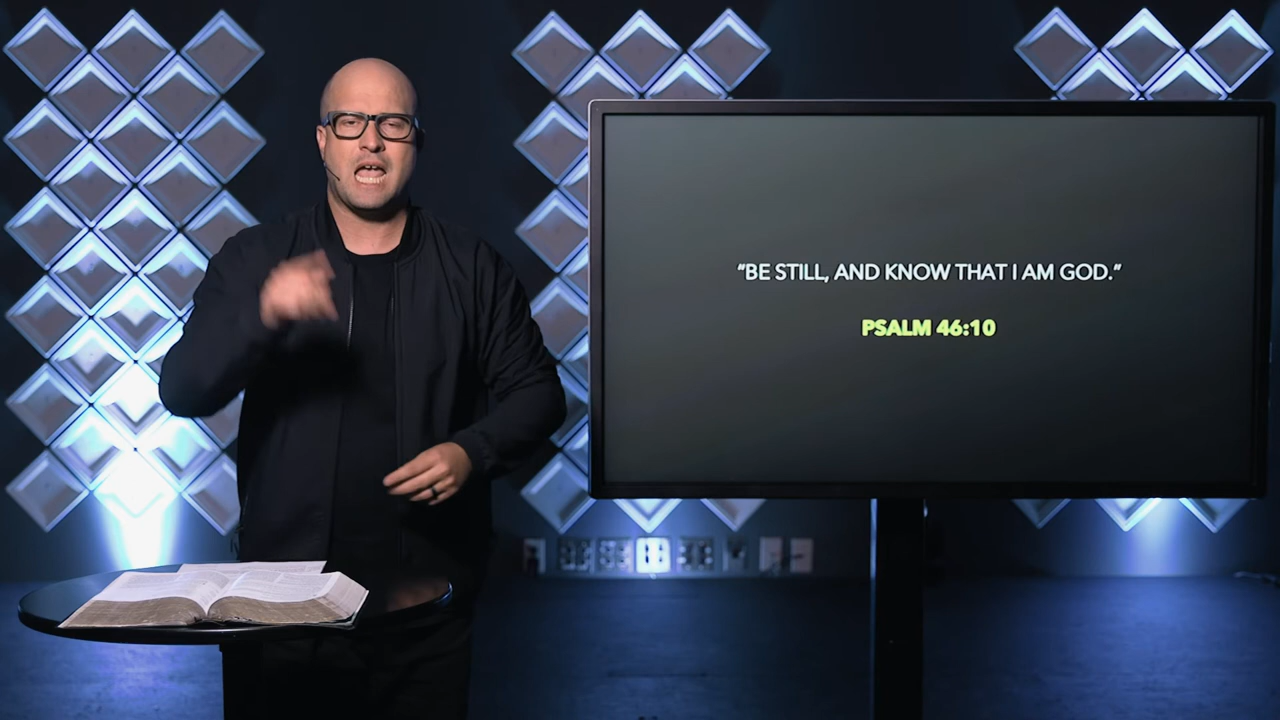 “BE STILL, AND KNOW THAT I AM GOD.”
PSALM 46:10